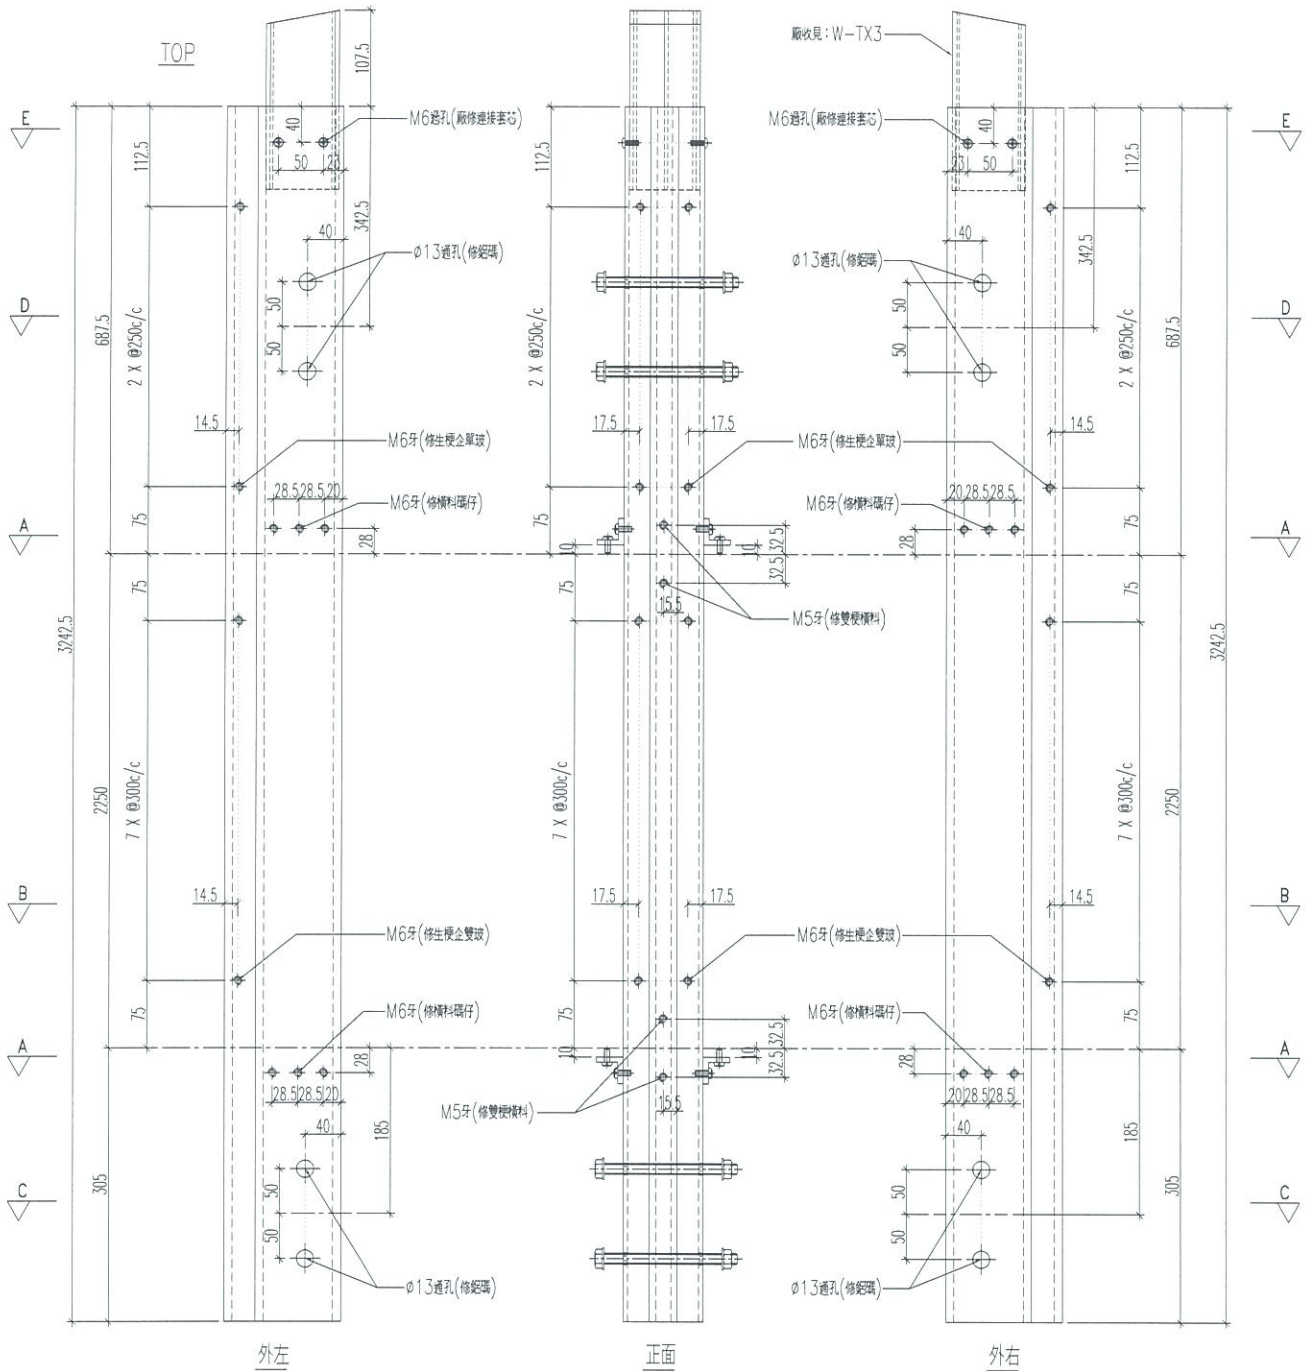 TOP
廠收見：W-TX3
M6過孔(廠修連接套芯)
M6過孔(廠修連接套芯)
E
E
107.5
40
50
23
112.5
112.5
40
23
50
112.5
342.5
40
ø13通孔(修鋁碼)
ø13通孔(修鋁碼)
40
342.5
D
D
50
50
50
50
687.5
2 X @250c/c
2 X @250c/c
2 X @250c/c
687.5
14.5
M6牙(修生梗企單玻)
17.5
17.5
M6牙(修生梗企單玻)
14.5
28.5
28.5
20
M6牙(修橫料碼仔)
M6牙(修橫料碼仔)
20
28.5
28.5
A
A
75
28
75
10
10
32.5
32.5
28
75
75
75
15.5
M5牙(修雙梗橫料)
75
3242.5
3242.5
2250
7 X @300c/c
7 X @300c/c
7 X @300c/c
2250
B
B
14.5
17.5
17.5
14.5
M6牙(修生梗企雙玻)
M6牙(修生梗企雙玻)
75
M6牙(修橫料碼仔)
75
M6牙(修橫料碼仔)
75
A
A
28
10
10
32.5
32.5
28
28.5
28.5
20
M5牙(修雙梗橫料)
15.5
20
28.5
28.5
40
185
40
185
305
305
C
C
50
50
50
50
ø13通孔(修鋁碼)
ø13通孔(修鋁碼)
外左
正面
外右